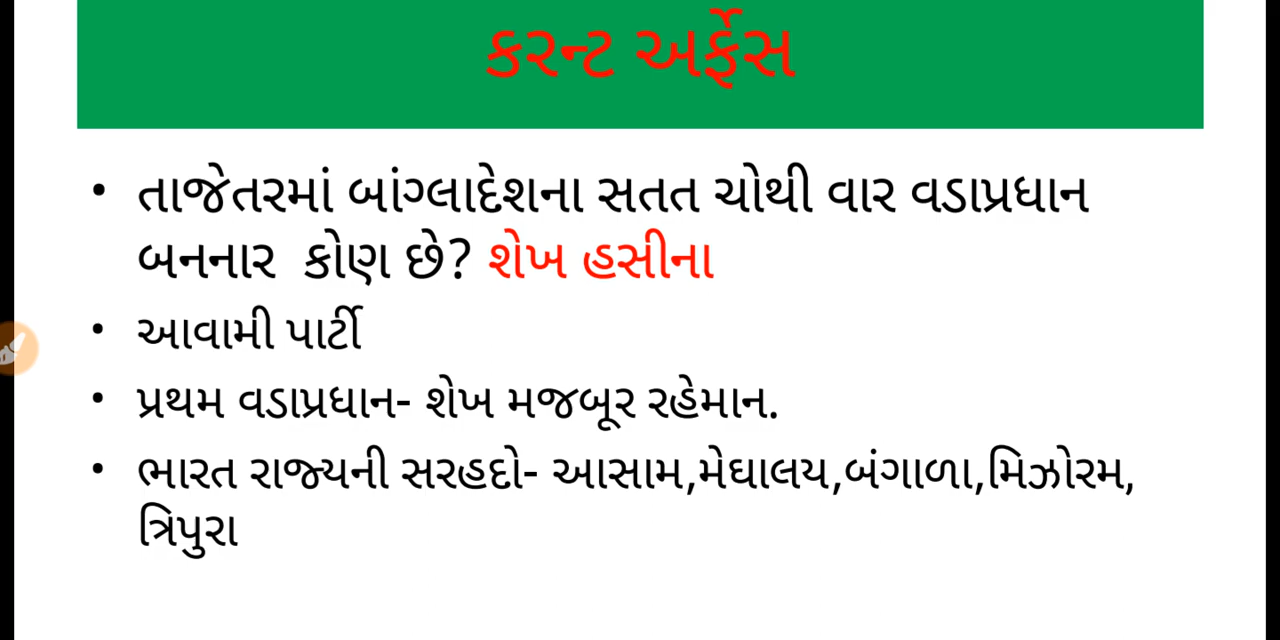 કરન્ટ અર્ફેસ
• તાજેતરમાં બાંગ્લાદેશના સતત ચોથી વાર વડાપ્રધાન
બનનાર કોણ છે? શેખ હસીના
• આવામી પાર્ટી
• પ્રથમ વડાપ્રધાન- શેખ મજબૂર રહેમાન.
• ભારત રાજ્યની સરહદો- આસામ,મેઘાલય,બંગાળા,મિઝોરમ,
ત્રિપુરા